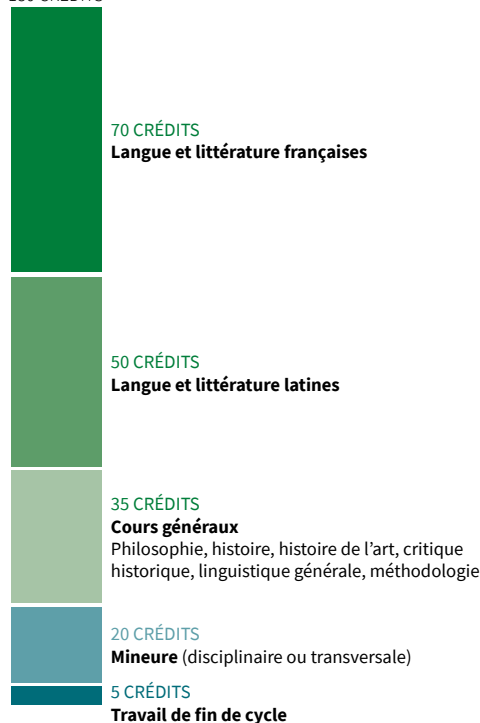 180 CRÉDITS
70 CRÉDITS
Langue et littérature françaises
50 CRÉDITS
Langue et littérature latines
35 CRÉDITS
Cours généraux
Philosophie, histoire, histoire de l’art, critique
historique, linguistique générale, méthodologie
20 CRÉDITS
Mineure (disciplinaire ou transversale)
5 CRÉDITS
Travail de fin de cycle